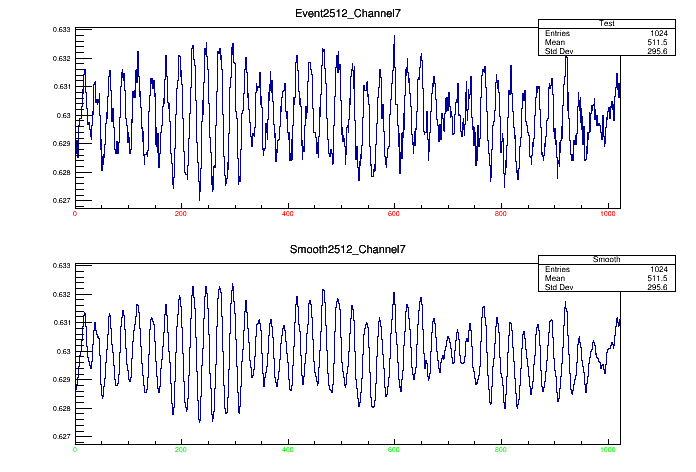 Event2512_Channel7
Test
Entries 1024
Mean 511.5
Std Dev 295.6
0.633
0.632
0.631
0.63
0.629
0.628
0.627
0 200 400 600 800 1000
Smooth2512_Channel7
Smooth
Entries 1024
Mean 511.5
Std Dev 295.6
0.633
0.632
0.631
0.63
0.629
0.628
0.627
0 200 400 600 800 1000